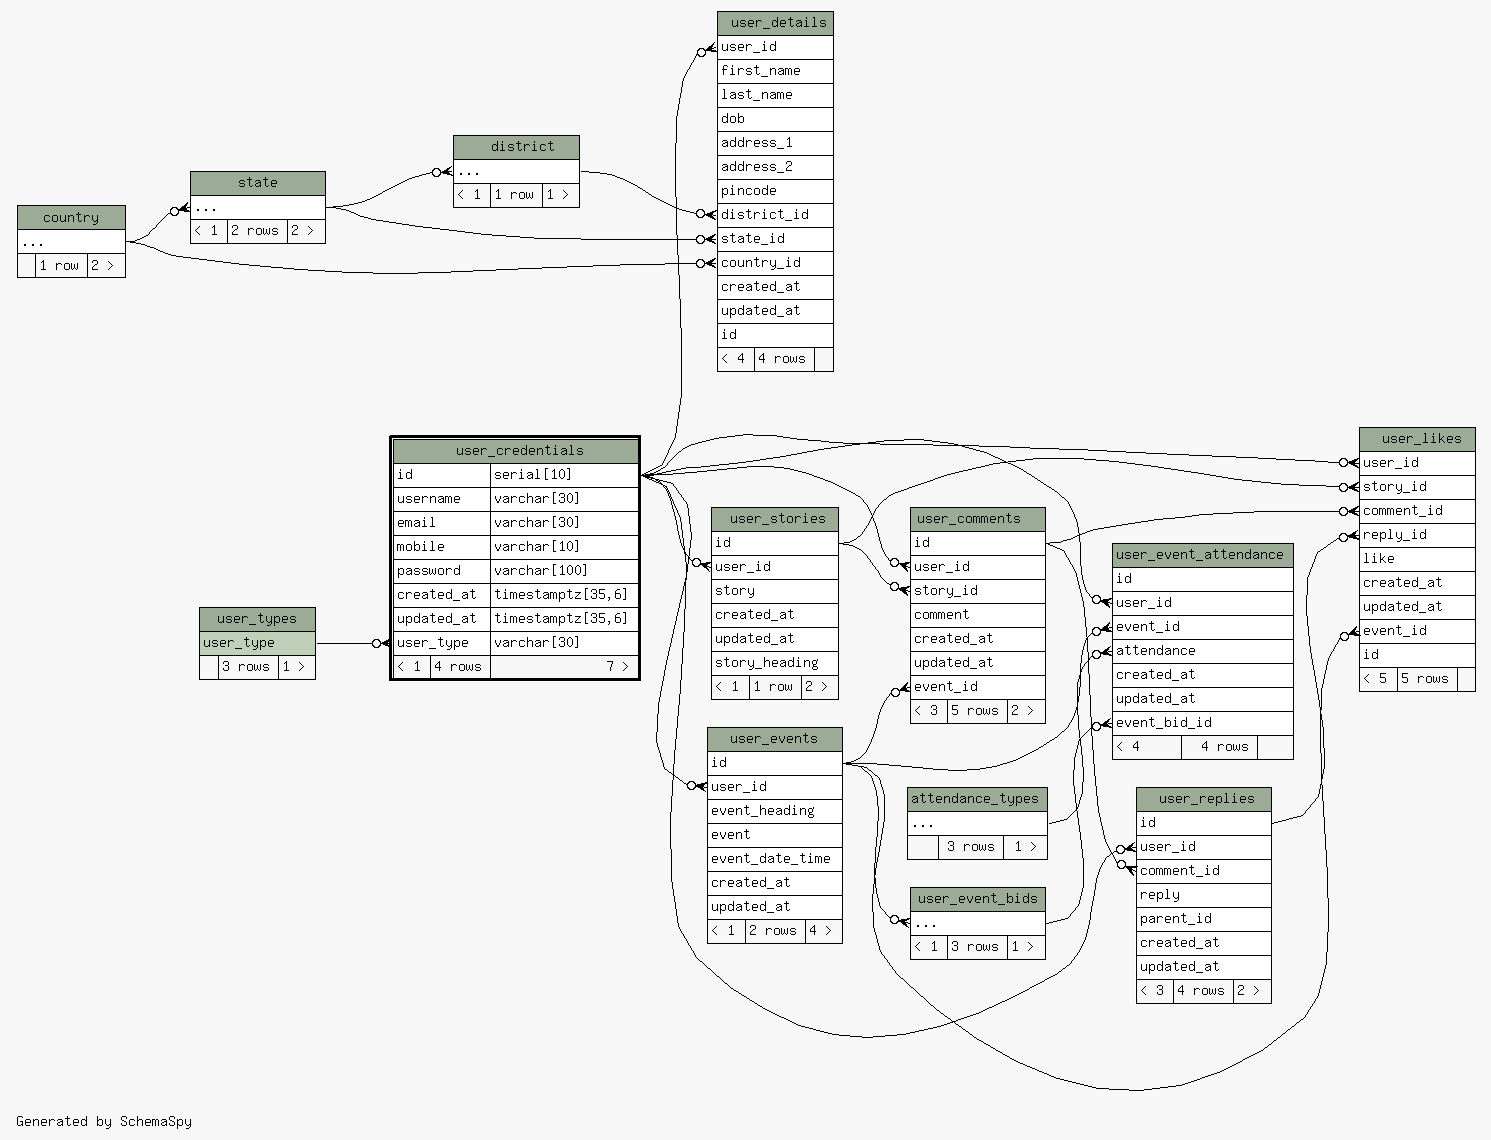 user_details
user_id
first_name
last_name
dob
address_1
address_2
pincode
district_id
state_id
country_id
created_at
updated_at
id
< 4 4 rows
district
...
< 1 1 row 1 >
state
...
< 1 2 rows 2 >
country
...
1 row 2 >
user_credentials
id serial[10]
username varchar[30]
email varchar[30]
mobile varchar[10]
password varchar[100]
created_at timestamptz[35,6]
updated_at timestamptz[35,6]
user_type varchar[30]
< 1 4 rows 7 >
user_types
user_type
3 rows 1 >
user_stories
id
user_id
story
created_at
updated_at
story_heading
< 1 1 row 2 >
user_comments
id
user_id
story_id
comment
created_at
updated_at
event_id
< 3 5 rows 2 >
user_event_attendance
id
user_id
event_id
attendance
created_at
updated_at
event_bid_id
< 4 4 rows
user_likes
user_id
story_id
comment_id
reply_id
like
created_at
updated_at
event_id
id
< 5 5 rows
user_events
id
user_id
event_heading
event
event_date_time
created_at
updated_at
< 1 2 rows 4 >
attendance_types
...
3 rows 1 >
user_event_bids
...
< 1 3 rows 1 >
user_replies
id
user_id
comment_id
reply
parent_id
created_at
updated_at
< 3 4 rows 2 >
Generated by SchemaSpy